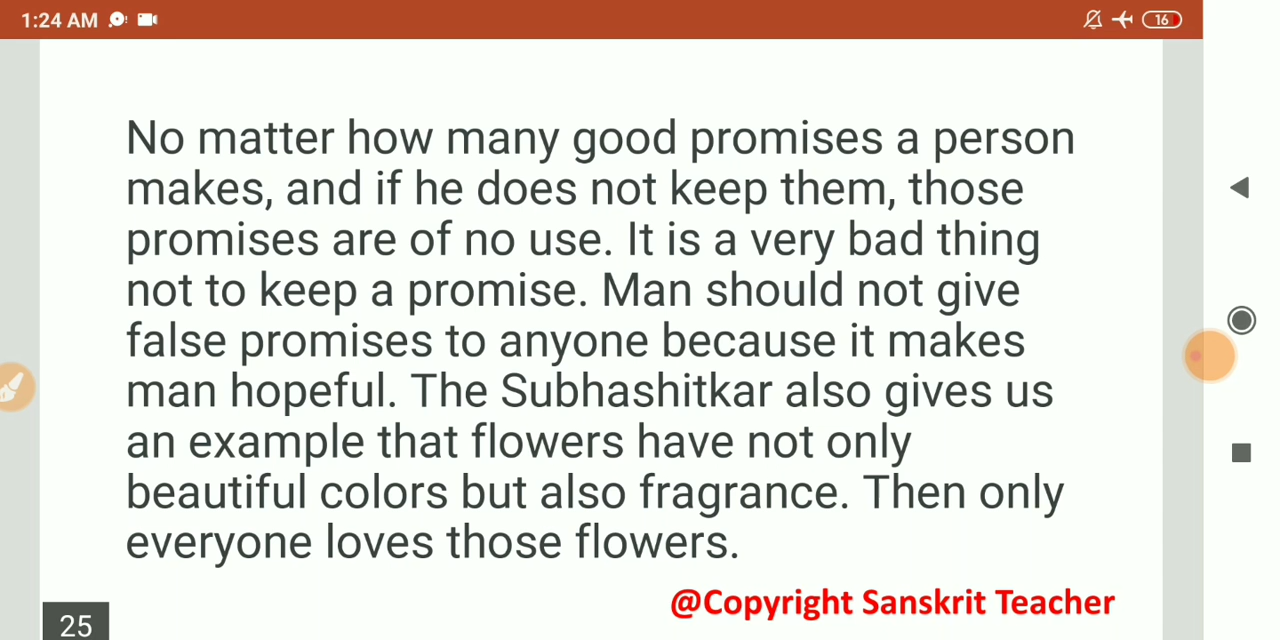 1:24 AM
16
No matter how many good promises a person
makes, and if he does not keep them, those
promises are of no use. It is a very bad thing
not to keep a promise. Man should not give
false promises to anyone because it makes
man hopeful. The Subhashitkar also gives us
an example that flowers have not only
beautiful colors but also fragrance. Then only
everyone loves those flowers.
@Copyright Sanskrit Teacher
25